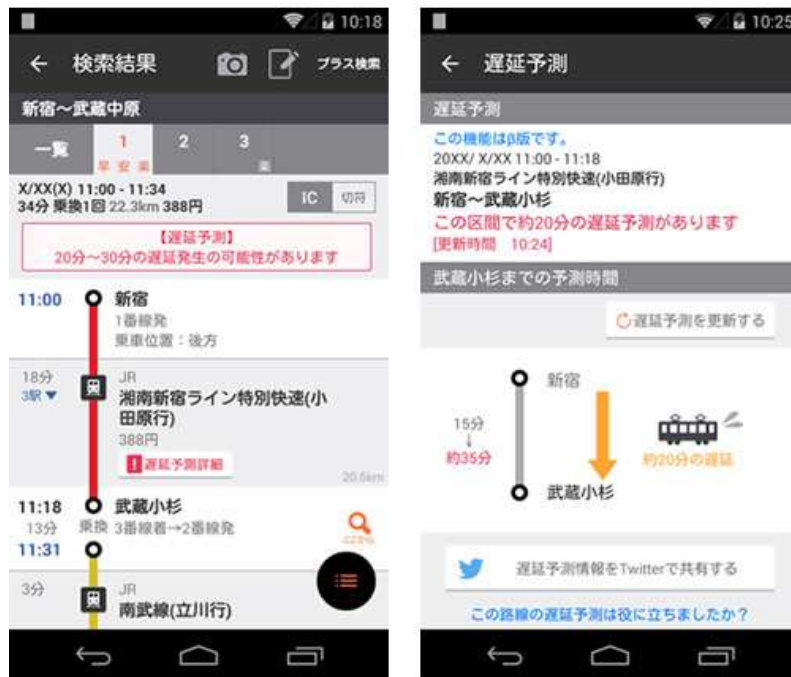 10:18
検索結果
プラス検索
新宿～武蔵中原
一覧
1
2
3
早 安 楽
楽
X/XX(X) 11:00 - 11:34
34分 乗換1回 22.3km 388円
IC
切符
【遅延予測】
20分～30分の遅延発生の可能性があります
11:00
新宿
1番線発
乗車位置：後方
18分
3駅▼
JR
湘南新宿ライン特別快速(小
田原行)
388円
遅延予測詳細
20.6km
11:18
武蔵小杉
13分
乗換
3番線着→2番線発
11:31
3分
JR
南武線(立川行)
10:25
遅延予測
遅延予測
この機能はβ版です。
20XX/ X/XX 11:00 - 11:18
湘南新宿ライン特別快速(小田原行)
新宿～武蔵小杉
この区間で約20分の遅延予測があります
[更新時間 10:24]
武蔵小杉までの予測時間
遅延予測を更新する
新宿
15分
↓
約35分
約20分の遅延
武蔵小杉
遅延予測情報をTwitterで共有する
この路線の遅延予測は役に立ちましたか？